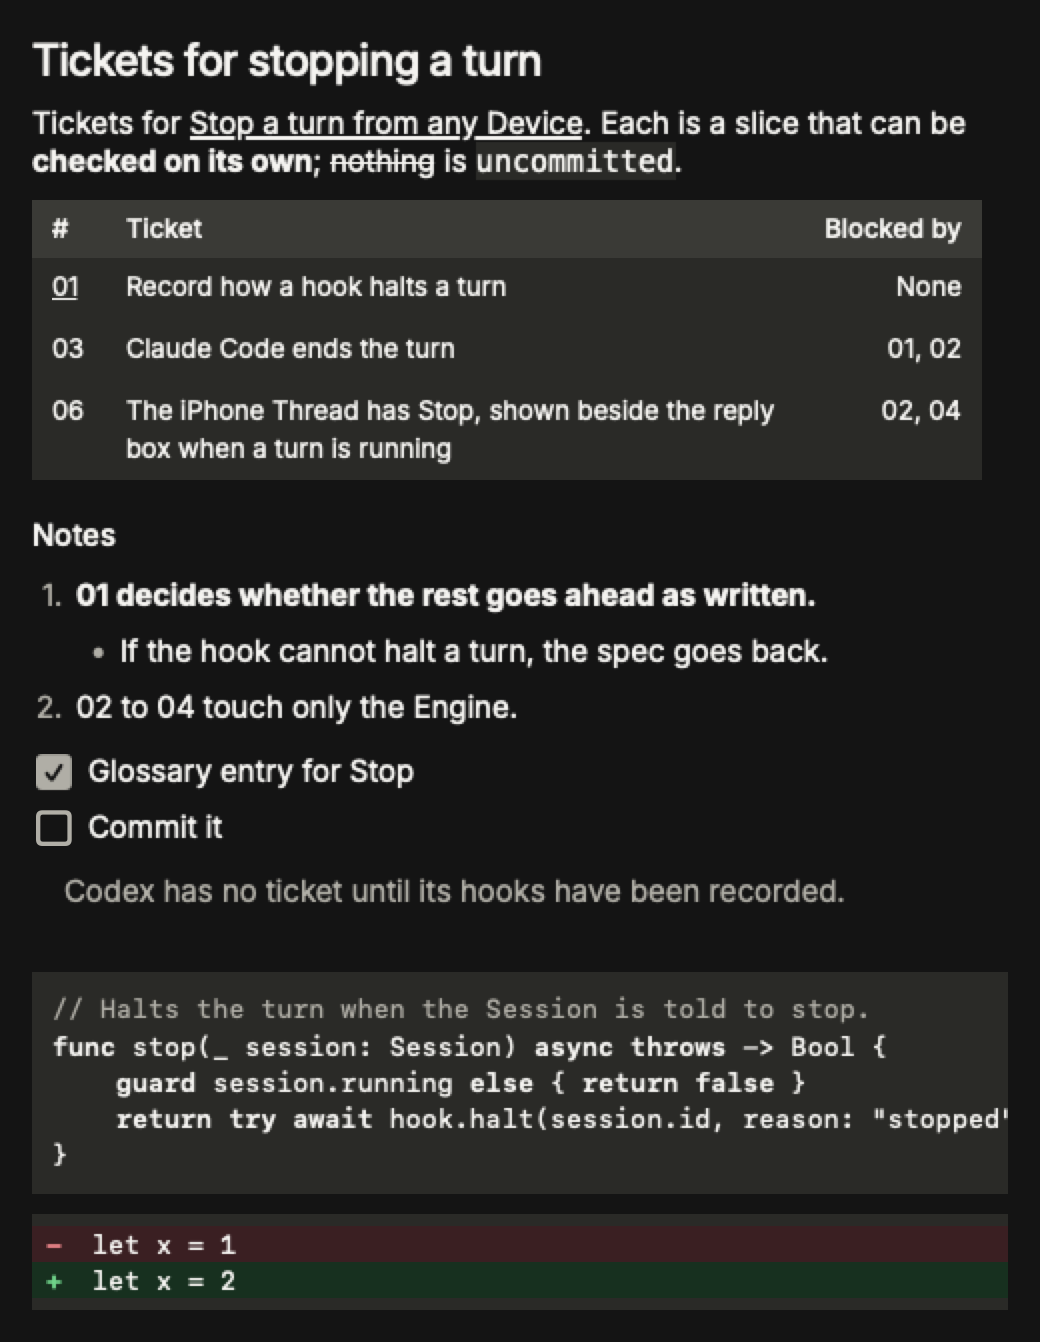 Tickets for stopping a turn
Tickets for Stop a turn from any Device. Each is a slice that can be
checked on its own; nothing is uncommitted.
# Ticket Blocked by
01 Record how a hook halts a turn None
03 Claude Code ends the turn 01, 02
06 The iPhone Thread has Stop, shown beside the reply 02, 04
box when a turn is running
Notes
1. 01 decides whether the rest goes ahead as written.
• If the hook cannot halt a turn, the spec goes back.
2. 02 to 04 touch only the Engine.
Glossary entry for Stop
Commit it
Codex has no ticket until its hooks have been recorded.
// Halts the turn when the Session is told to stop.
func stop(_ session: Session) async throws -> Bool {
    guard session.running else { return false }
    return try await hook.halt(session.id, reason: "stopped"
}
- let x = 1
+ let x = 2